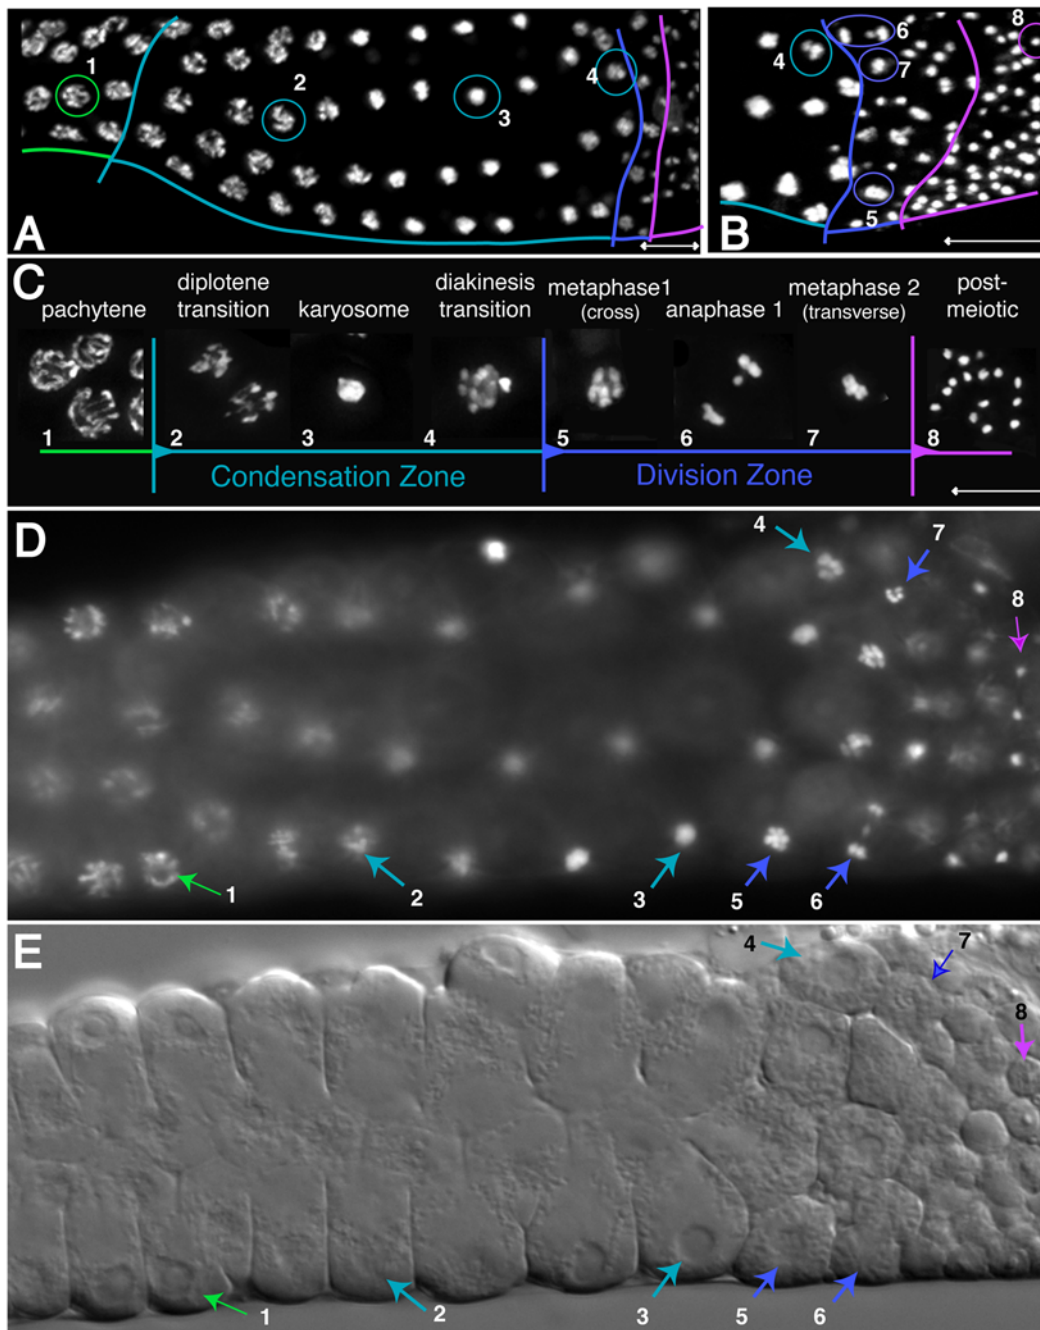 1
2
3
4
A
4
6
7
5
8
B
C
pachytene
diplotene
transition
karyosome
diakinesis
transition
metaphase1
(cross)
anaphase 1
metaphase 2
(transverse)
post-
meiotic
1 2 3 4 5 6 7 8
Condensation Zone
Division Zone
D
4
7
8
1
2
3
5
6
E
4
7
8
1
2
3
5
6